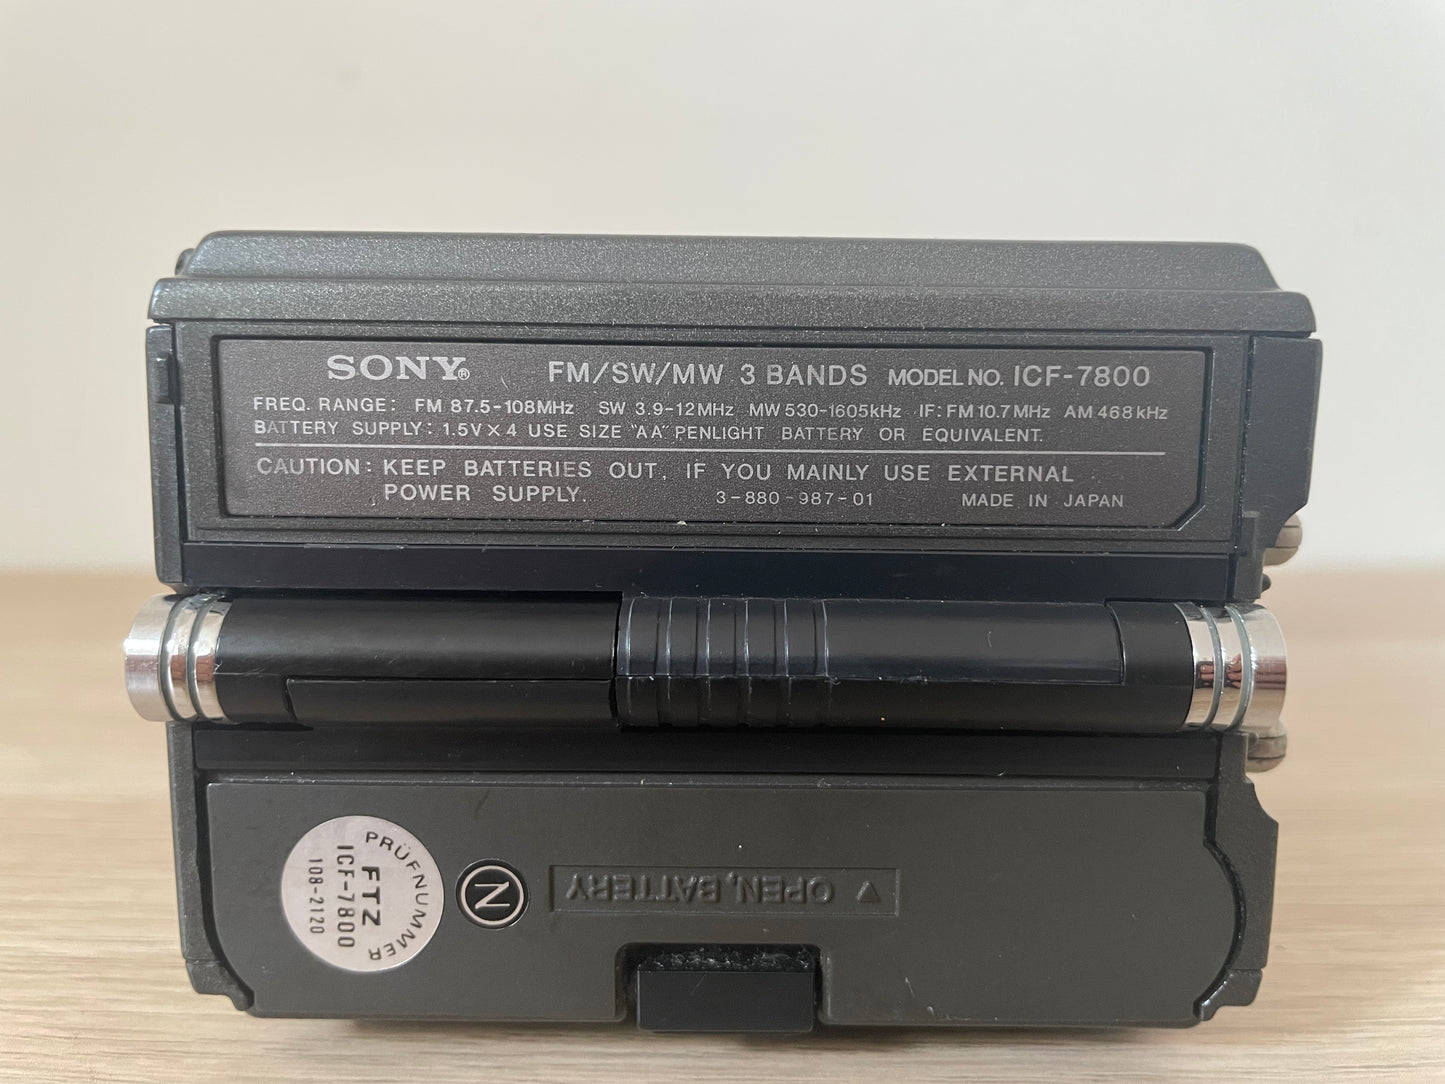 SONY® FM/SW/MW 3 BANDS MODEL NO. ICF-7800
FREQ. RANGE: FM 87.5-108MHz SW 3.9-12MHz MW 530-1605kHz IF: FM 10.7MHz AM 468kHz
BATTERY SUPPLY: 1.5V×4 USE SIZE "AA" PENLIGHT BATTERY OR EQUIVALENT.
CAUTION: KEEP BATTERIES OUT, IF YOU MAINLY USE EXTERNAL
POWER SUPPLY. 3-880-987-01 MADE IN JAPAN
PRÜFNUMMER
FTZ
ICF-7800
108-2120
N
OPEN, BATTERY